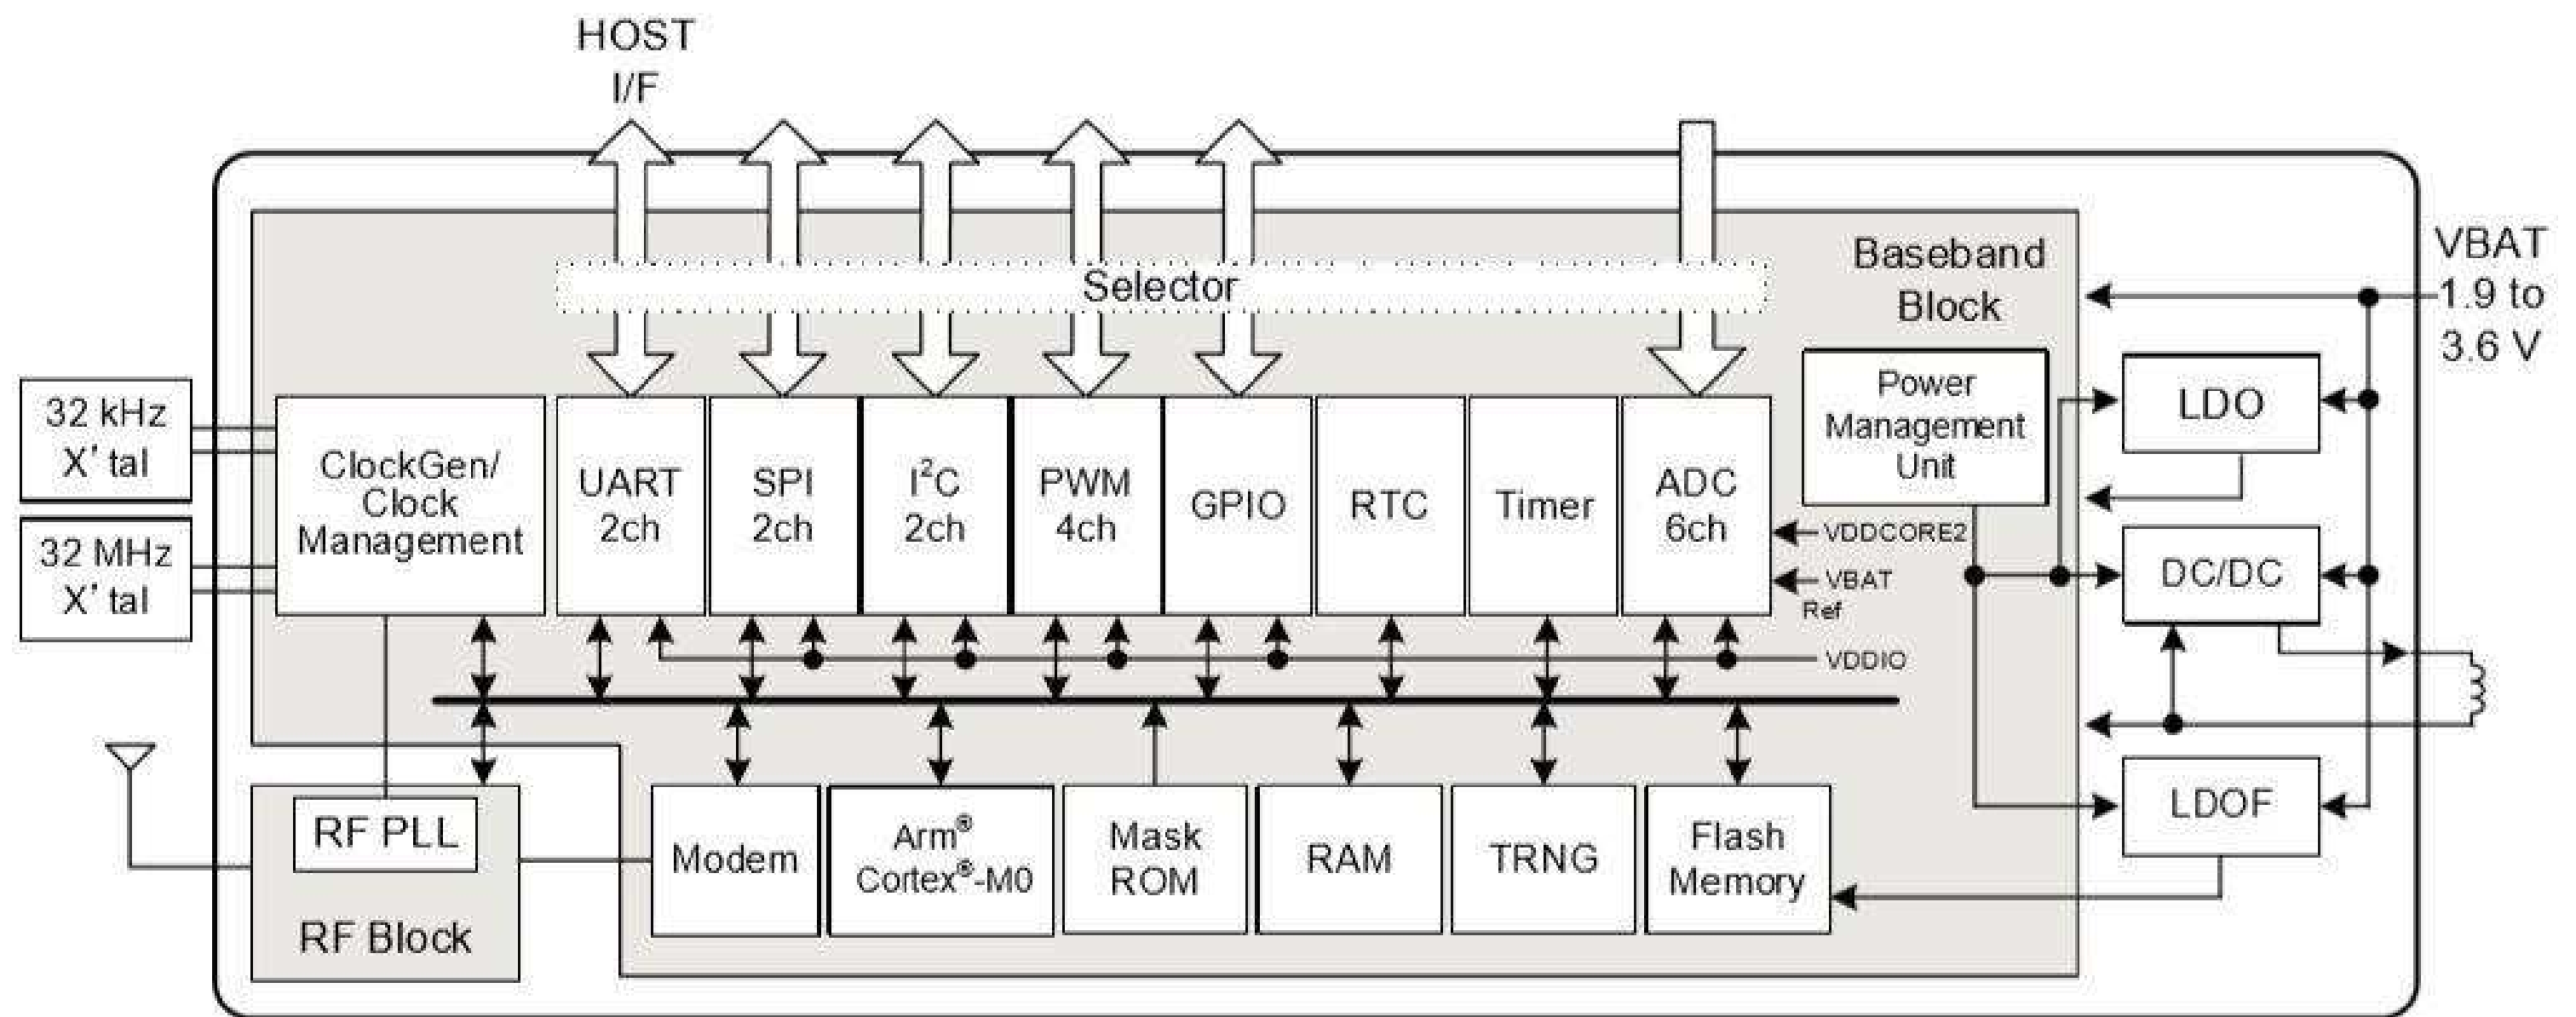 HOST
I/F
Selector
Baseband
Block
VBAT
1.9 to
3.6 V
32 kHz
X' tal
32 MHz
X' tal
ClockGen/
Clock
Management
UART
2ch
SPI
2ch
I²C
2ch
PWM
4ch
GPIO
RTC
Timer
ADC
6ch
VDDCORE2
VBAT
Ref
VDDIO
Power
Management
Unit
LDO
DC/DC
LDOF
RF PLL
RF Block
Modem
Arm®
Cortex®-M0
Mask
ROM
RAM
TRNG
Flash
Memory